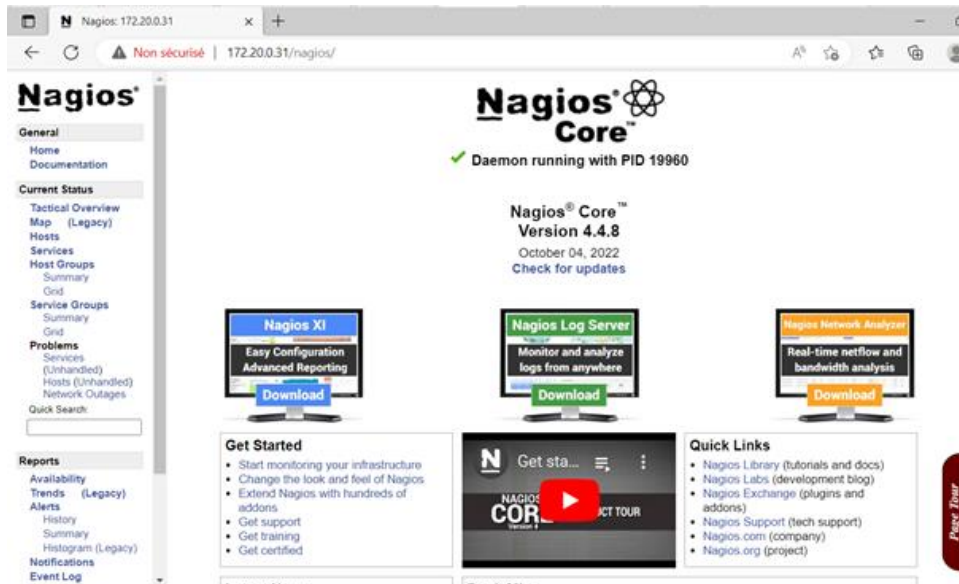 Nagios: 172.20.0.31
Non sécurisé | 172.20.0.31/nagios/
Nagios®
General
Home
Documentation
Current Status
Tactical Overview
Map (Legacy)
Hosts
Services
Host Groups
Summary
Grid
Service Groups
Summary
Grid
Problems
Services
(Unhandled)
Hosts (Unhandled)
Network Outages
Quick Search:
Reports
Availability
Trends (Legacy)
Alerts
History
Summary
Histogram (Legacy)
Notifications
Event Log
Nagios®
Core™
Daemon running with PID 19960
Nagios® Core™
Version 4.4.8
October 04, 2022
Check for updates
Nagios XI
Easy Configuration
Advanced Reporting
Download
Nagios Log Server
Monitor and analyze
logs from anywhere
Download
Nagios Network Analyzer
Real-time netflow and
bandwidth analysis
Download
Get Started
• Start monitoring your infrastructure
• Change the look and feel of Nagios
• Extend Nagios with hundreds of
addons
• Get support
• Get training
• Get certified
N Get sta...
NAGIOS
CORE
Version 4
UCT TOUR
Quick Links
• Nagios Library (tutorials and docs)
• Nagios Labs (development blog)
• Nagios Exchange (plugins and
addons)
• Nagios Support (tech support)
• Nagios.com (company)
• Nagios.org (project)
Page Tour